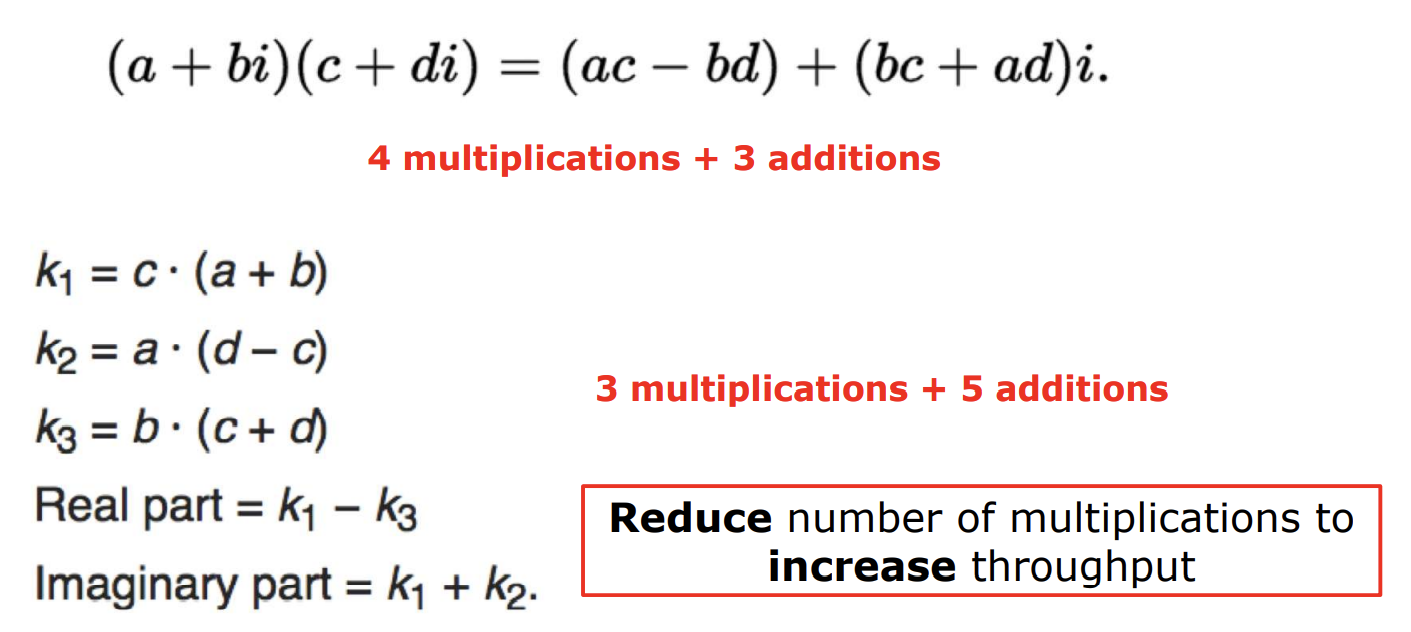 (a + bi)(c + di) = (ac − bd) + (bc + ad)i.
4 multiplications + 3 additions
k₁ = c · (a + b)
k₂ = a · (d − c)
3 multiplications + 5 additions
k₃ = b · (c + d)
Real part = k₁ − k₃
Imaginary part = k₁ + k₂.
Reduce number of multiplications to
increase throughput